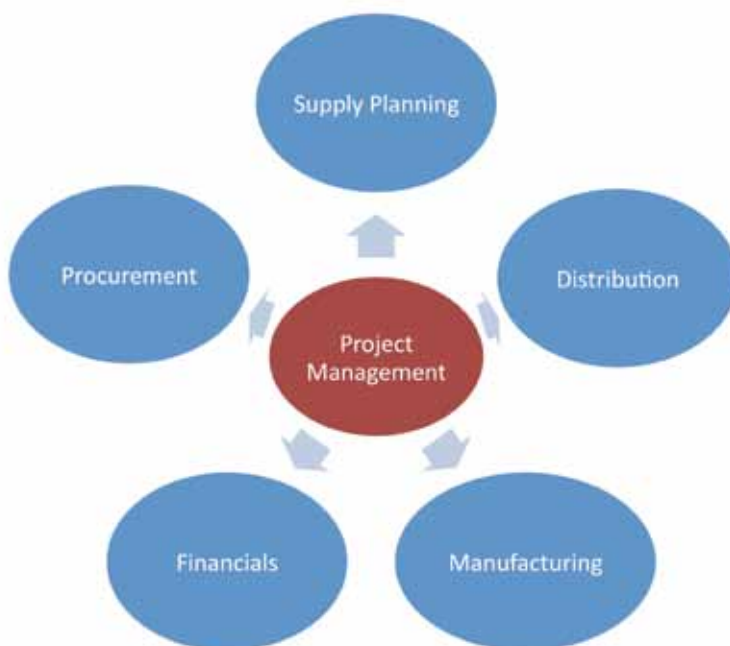 Supply Planning
Procurement
Distribution
Project
Management
Financials
Manufacturing